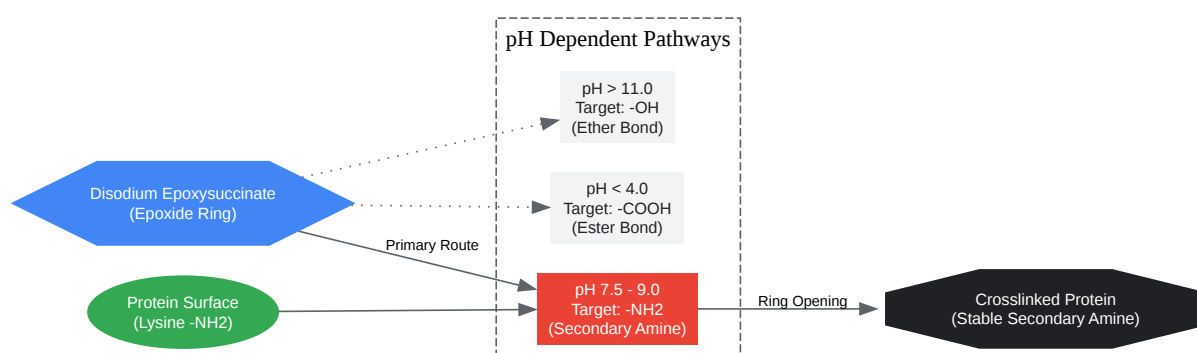 pH Dependent Pathways
pH > 11.0
Target: -OH
(Ether Bond)
Disodium Epoxysuccinate
(Epoxide Ring)
pH < 4.0
Target: -COOH
(Ester Bond)
Primary Route
Protein Surface
(Lysine -NH2)
pH 7.5 - 9.0
Target: -NH2
(Secondary Amine)
Ring Opening
Crosslinked Protein
(Stable Secondary Amine)